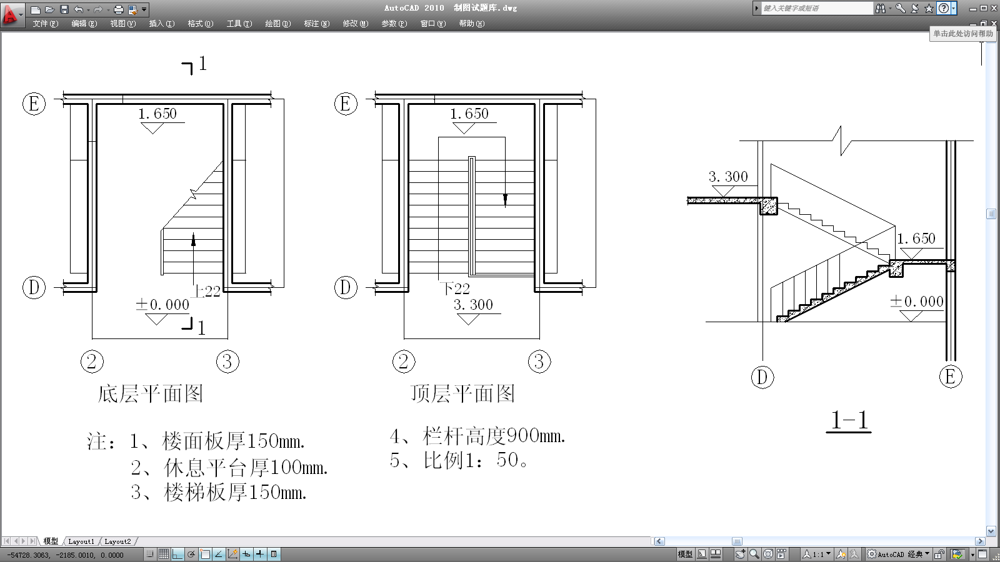 AutoCAD 2010 制图试题库.dwg
键入关键字或短语
文件(F) 编辑(E) 视图(V) 插入(I) 格式(O) 工具(T) 绘图(D) 标注(N) 修改(M) 参数(P) 窗口(W) 帮助(H)
单击此处访问帮助
1
E
1.650
上22
D
±0.000
1
2
3
底层平面图
E
1.650
D
下22
3.300
2
3
顶层平面图
3.300
1.650
±0.000
D
E
1-1
注：1、楼面板厚150mm.
2、休息平台厚100mm.
3、楼梯板厚150mm.
4、栏杆高度900mm.
5、比例1：50。
模型 Layout1 Layout2
-54728.3063, -2185.0010, 0.0000
模型
1:1
AutoCAD 经典